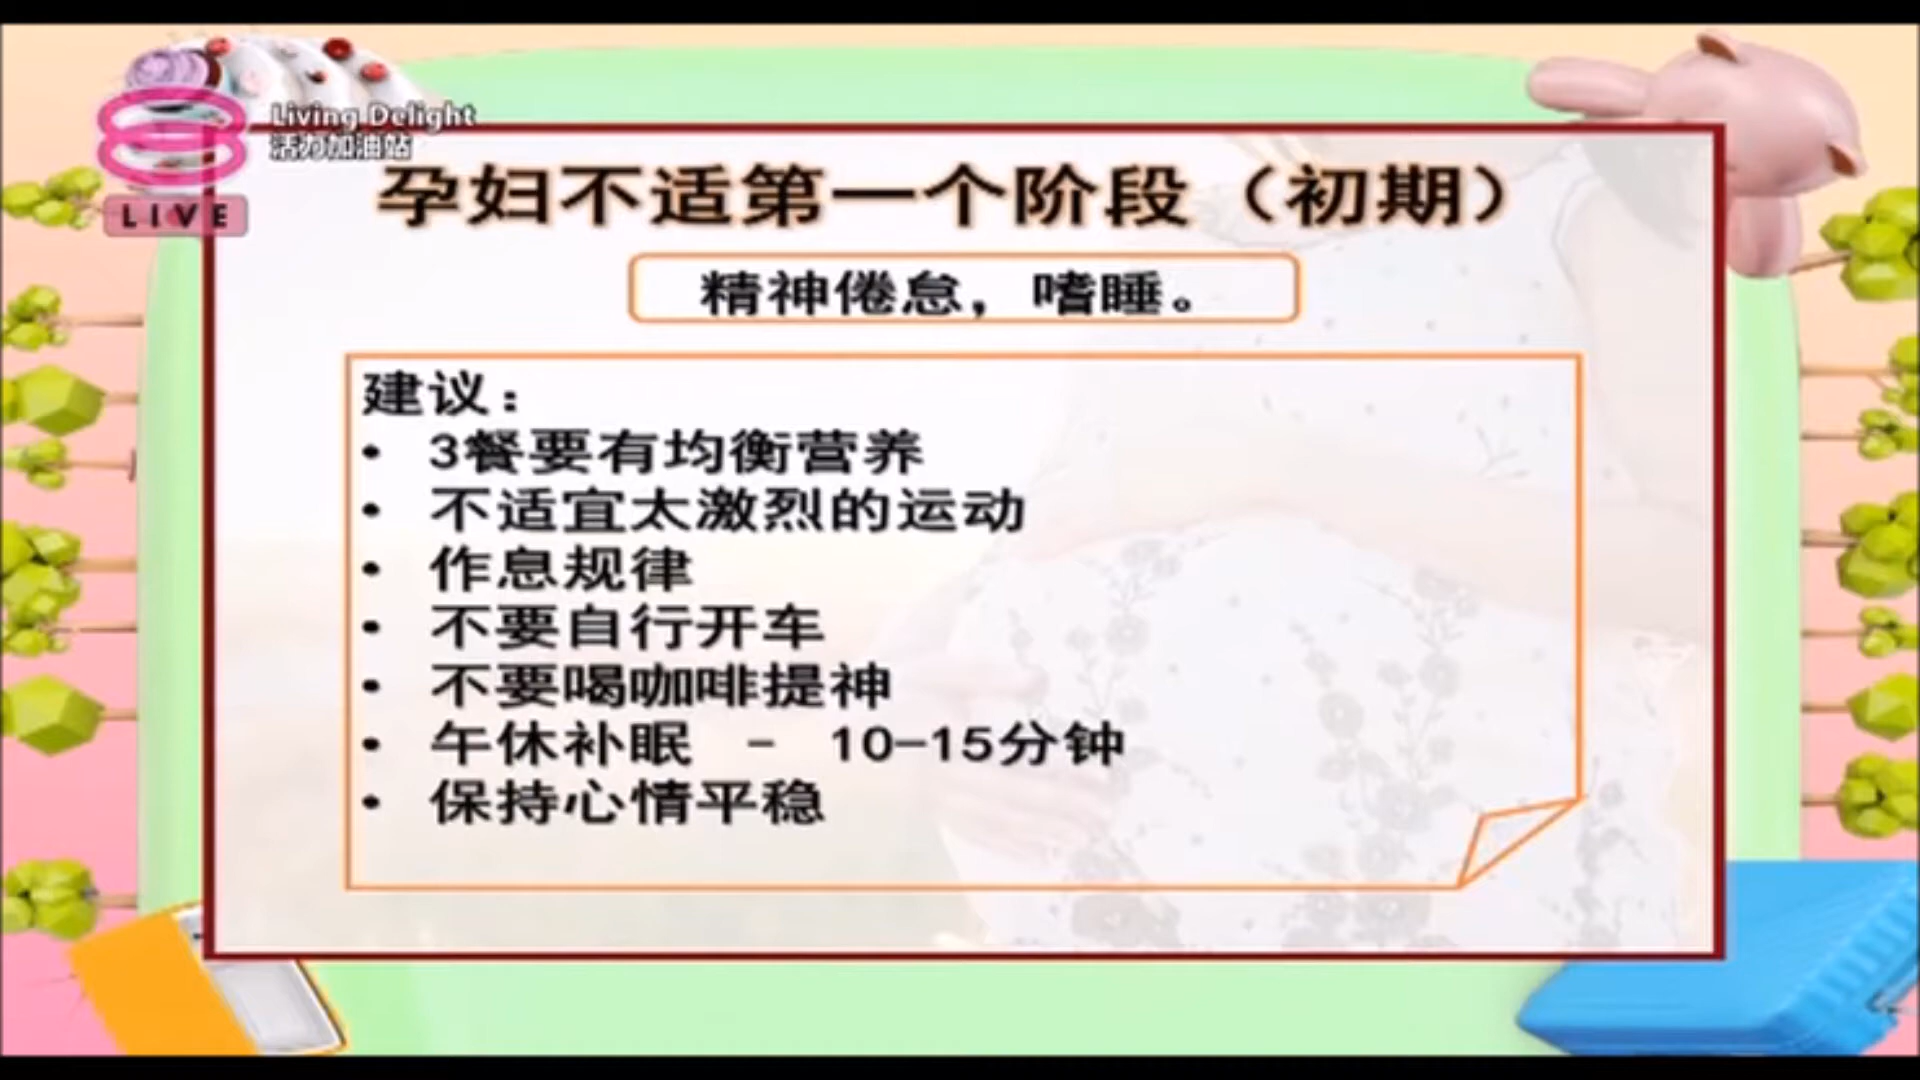 Living Delight
活力加油站
LIVE
孕妇不适第一个阶段（初期）
精神倦怠，嗜睡。
建议：
• 3餐要有均衡营养
• 不适宜太激烈的运动
• 作息规律
• 不要自行开车
• 不要喝咖啡提神
• 午休补眠 - 10-15分钟
• 保持心情平稳